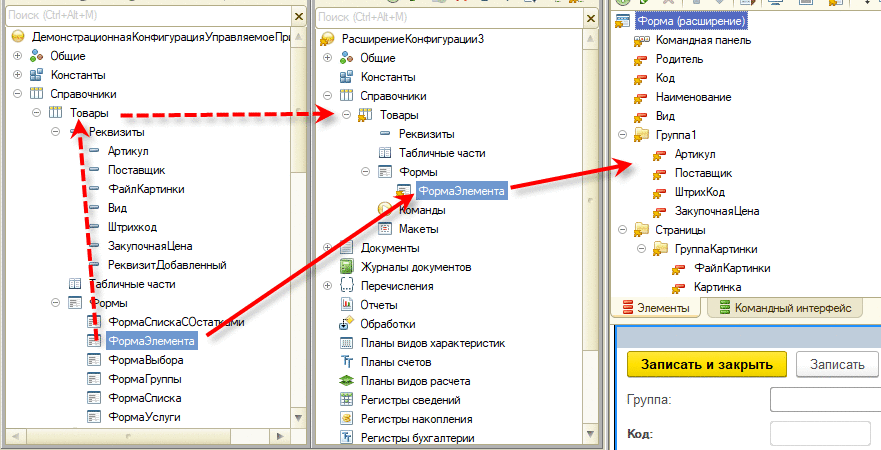 Поиск (Ctrl+Alt+M)
ДемонстрационнаяКонфигурацияУправляемоеПри
Общие
Константы
Справочники
Товары
Реквизиты
Артикул
Поставщик
ФайлКартинки
Вид
Штрихкод
ЗакупочнаяЦена
РеквизитДобавленный
Табличные части
Формы
ФормаСпискаСОстатками
ФормаЭлемента
ФормаВыбора
ФормаГруппы
ФормаСписка
ФормаУслуги
Поиск (Ctrl+Alt+M)
РасширениеКонфигурации3
Общие
Константы
Справочники
Товары
Реквизиты
Табличные части
Формы
ФормаЭлемента
Команды
Макеты
Документы
Журналы документов
Перечисления
Отчеты
Обработки
Планы видов характеристик
Планы счетов
Планы видов расчета
Регистры сведений
Регистры накопления
Регистры бухгалтерии
Форма (расширение)
Командная панель
Родитель
Код
Наименование
Вид
Группа1
Артикул
Поставщик
ШтрихКод
ЗакупочнаяЦена
Страницы
ГруппаКартинки
ФайлКартинки
Картинка
Элементы
Командный интерфейс
Записать и закрыть
Записать
Группа:
Код: